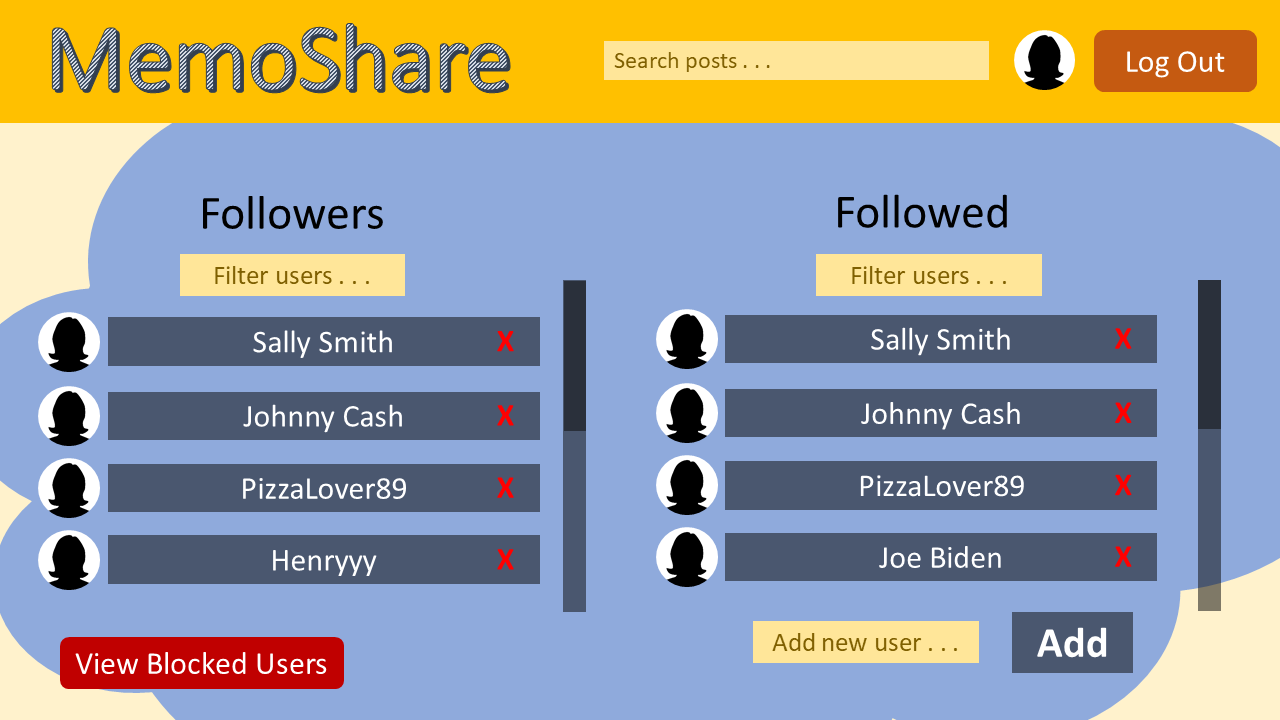 MemoShare
Search posts . . .
Log Out
Followers
Filter users . . .
Sally Smith X
Johnny Cash X
PizzaLover89 X
Henryyy X
View Blocked Users
Followed
Filter users . . .
Sally Smith X
Johnny Cash X
PizzaLover89 X
Joe Biden X
Add new user . . .
Add